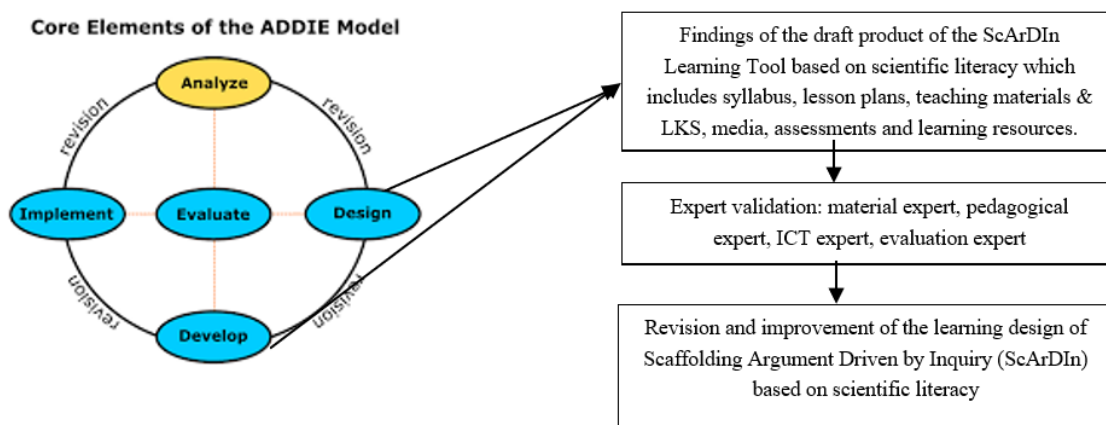 Core Elements of the ADDIE Model
Analyze
revision
revision
Implement
Evaluate
Design
revision
revision
Develop
Findings of the draft product of the ScArDIn
Learning Tool based on scientific literacy which
includes syllabus, lesson plans, teaching materials &
LKS, media, assessments and learning resources.
Expert validation: material expert, pedagogical
expert, ICT expert, evaluation expert
Revision and improvement of the learning design of
Scaffolding Argument Driven by Inquiry (ScArDIn)
based on scientific literacy